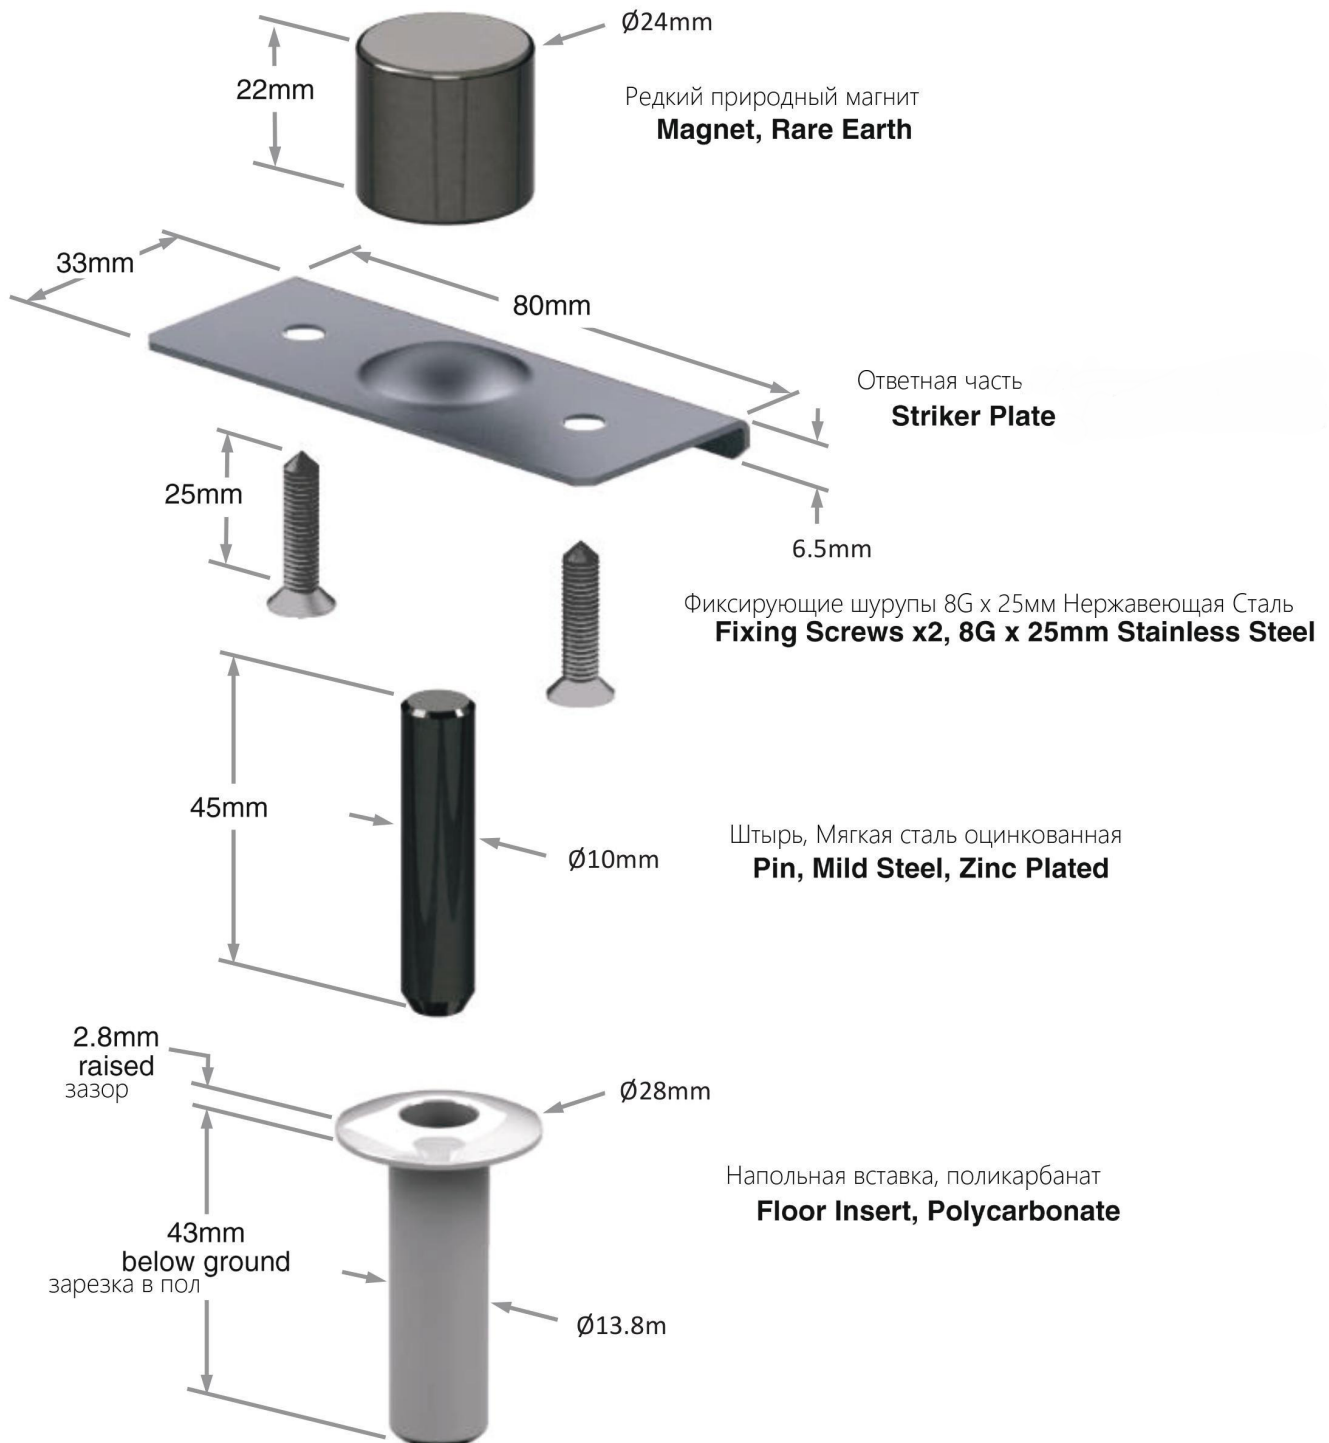 Ø24mm
22mm
Редкий природный магнит
Magnet, Rare Earth
33mm
80mm
Ответная часть
Striker Plate
25mm
6.5mm
Фиксирующие шурупы 8G x 25мм Нержавеющая Сталь
Fixing Screws x2, 8G x 25mm Stainless Steel
45mm
Ø10mm
Штырь, Мягкая сталь оцинкованная
Pin, Mild Steel, Zinc Plated
2.8mm
raised
зазор
Ø28mm
Напольная вставка, поликарбанат
Floor Insert, Polycarbonate
43mm
below ground
зарезка в пол
Ø13.8m